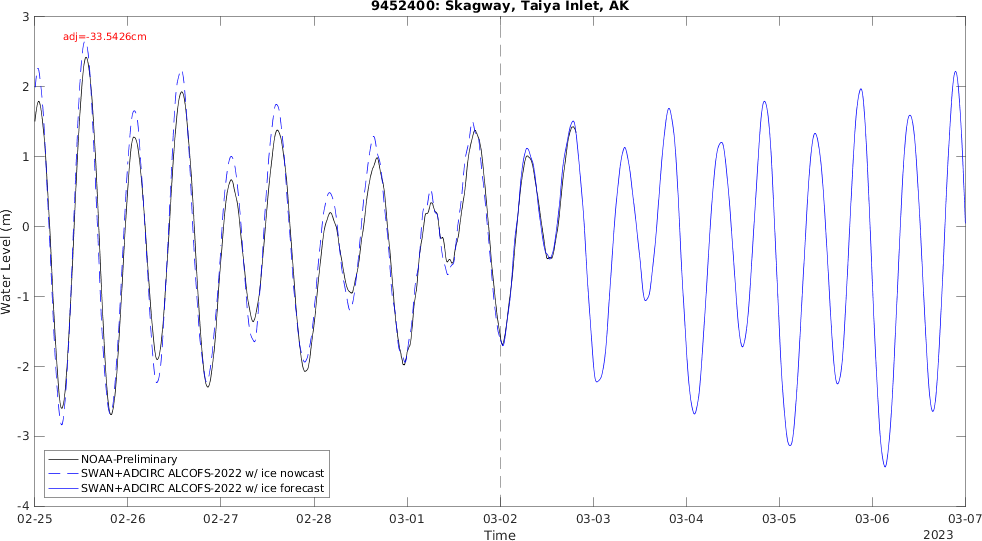 9452400: Skagway, Taiya Inlet, AK
adj=-33.5426cm
3
2
1
0
-1
-2
-3
-4
Water Level (m)
NOAA-Preliminary
SWAN+ADCIRC ALCOFS-2022 w/ ice nowcast
SWAN+ADCIRC ALCOFS-2022 w/ ice forecast
02-25 02-26 02-27 02-28 03-01 03-02 03-03 03-04 03-05 03-06 03-07
Time
2023